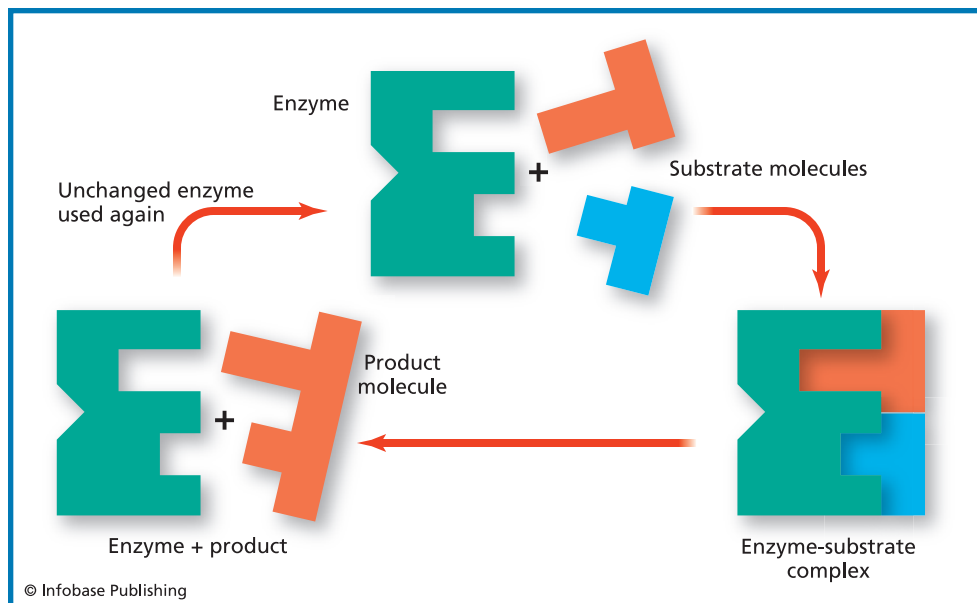 Enzyme
+
Substrate molecules
Unchanged enzyme
used again
Product
molecule
+
Enzyme + product
Enzyme-substrate
complex
© Infobase Publishing